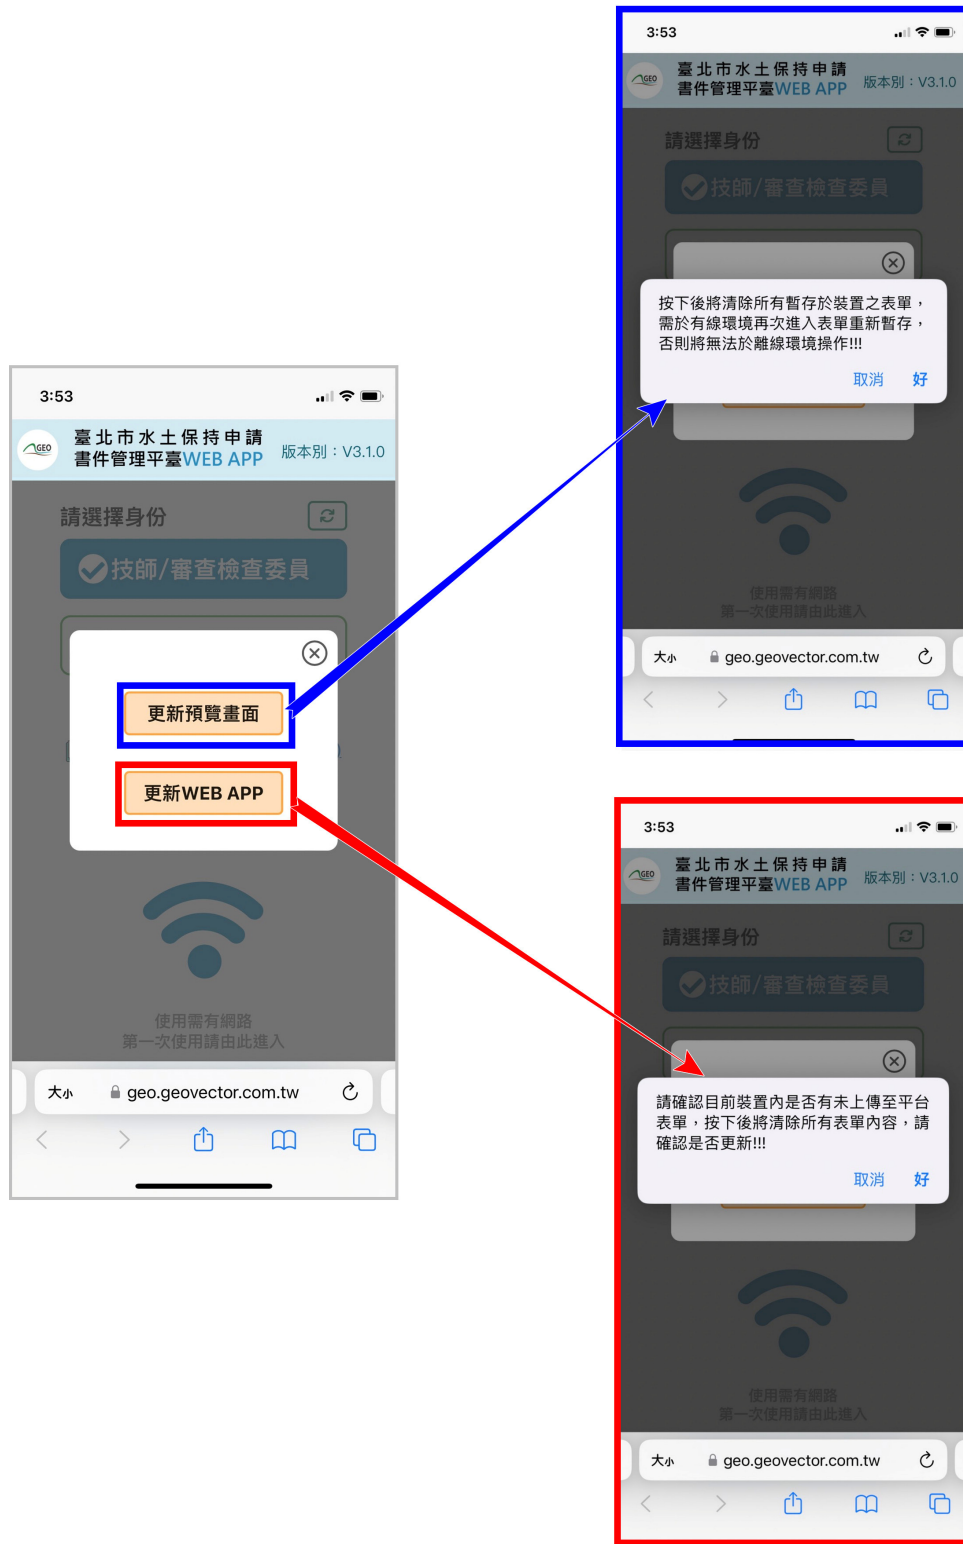 3:53
GEO
臺北市水土保持申請
書件管理平臺WEB APP
版本別：V3.1.0
請選擇身份
技師/審查檢查委員
更新預覽畫面
更新WEB APP
使用需有網路
第一次使用請由此進入
大小
geo.geovector.com.tw
3:53
GEO
臺北市水土保持申請
書件管理平臺WEB APP
版本別：V3.1.0
請選擇身份
技師/審查檢查委員
按下後將清除所有暫存於裝置之表單，
需於有線環境再次進入表單重新暫存，
否則將無法於離線環境操作!!!
取消
好
使用需有網路
第一次使用請由此進入
大小
geo.geovector.com.tw
3:53
GEO
臺北市水土保持申請
書件管理平臺WEB APP
版本別：V3.1.0
請選擇身份
技師/審查檢查委員
請確認目前裝置內是否有未上傳至平台
表單，按下後將清除所有表單內容，請
確認是否更新!!!
取消
好
使用需有網路
第一次使用請由此進入
大小
geo.geovector.com.tw